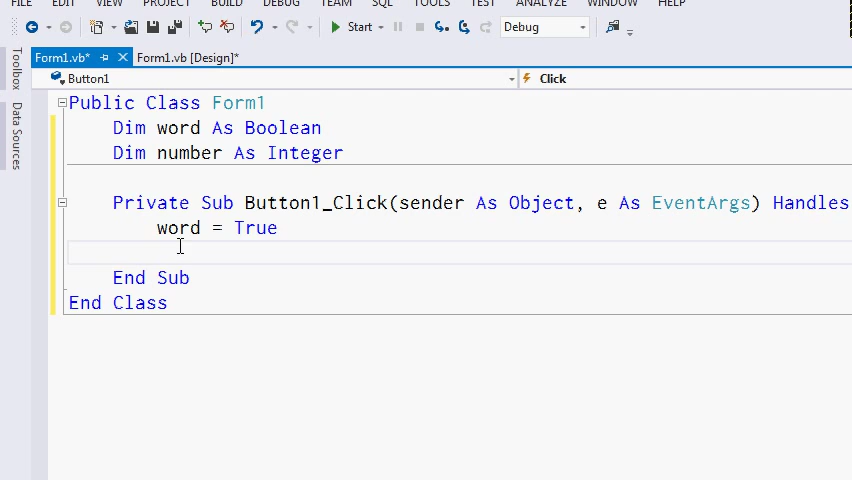 FILE EDIT VIEW PROJECT BUILD DEBUG TEAM SQL TOOLS TEST ANALYZE WINDOW HELP
Start Debug
Form1.vb* Form1.vb [Design]*
Button1 Click
Toolbox
Data Sources
Public Class Form1
Dim word As Boolean
Dim number As Integer
Private Sub Button1_Click(sender As Object, e As EventArgs) Handles
word = True
End Sub
End Class